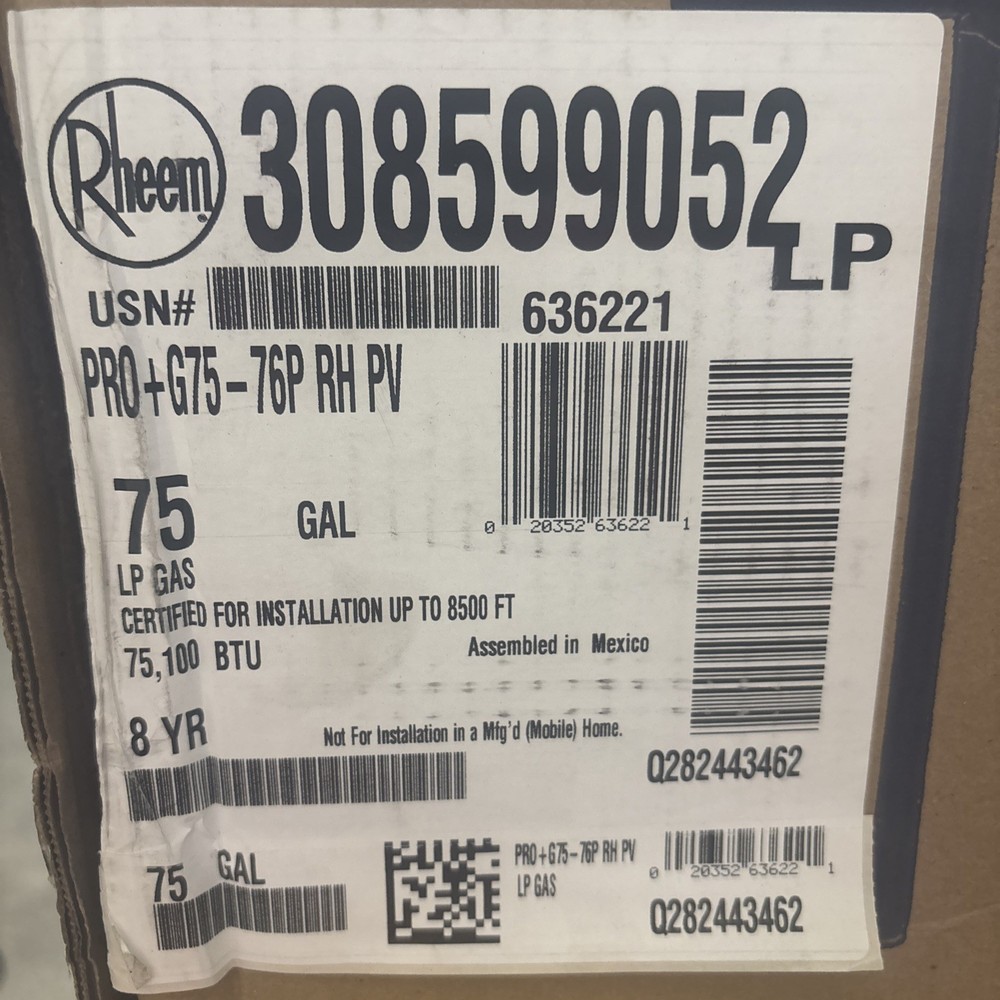 Rheem
308599052
LP
USN#
636221
PRO+G75-76P RH PV
0 20352 63622 1
75 GAL
LP GAS
CERTIFIED FOR INSTALLATION UP TO 8500 FT
75,100 BTU
Assembled in Mexico
8 YR
Not For Installation in a Mfg'd (Mobile) Home.
Q282443462
75 GAL
PRO+G75-76P RH PV
LP GAS
0 20352 63622 1
Q282443462